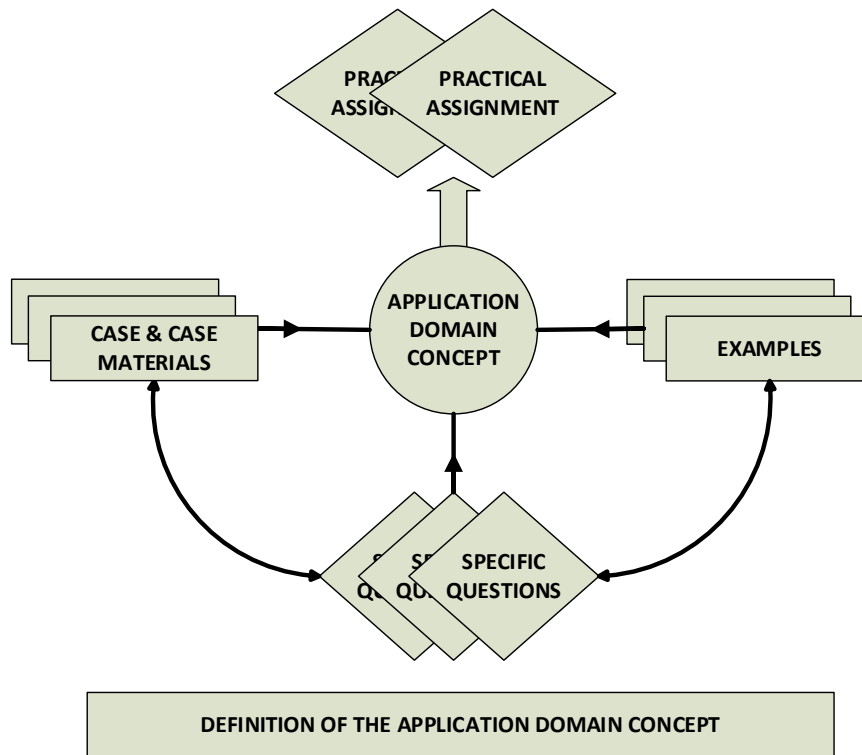 PRACTICAL
ASSIGNMENT
APPLICATION
DOMAIN
CONCEPT
CASE & CASE
MATERIALS
EXAMPLES
SPECIFIC
QUESTIONS
DEFINITION OF THE APPLICATION DOMAIN CONCEPT